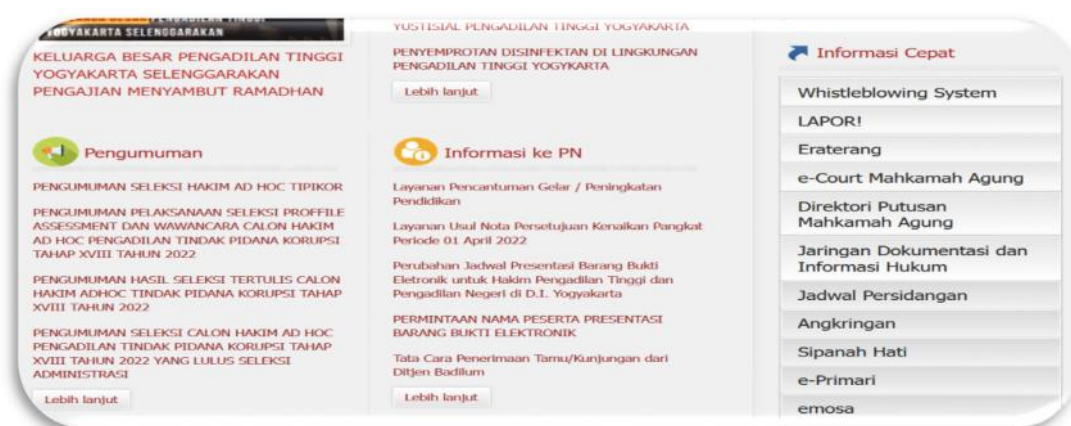 YOGYAKARTA SELENGGARAKAN
KELUARGA BESAR PENGADILAN TINGGI
YOGYAKARTA SELENGGARAKAN
PENGAJIAN MENYAMBUT RAMADHAN
Pengumuman
PENGUMUMAN SELEKSI HAKIM AD HOC TIPIKOR
PENGUMUMAN PELAKSANAAN SELEKSI PROFFILE
ASSESSMENT DAN WAWANCARA CALON HAKIM
AD HOC PENGADILAN TINDAK PIDANA KORUPSI
TAHAP XVIII TAHUN 2022
PENGUMUMAN HASIL SELEKSI TERTULIS CALON
HAKIM ADHOC TINDAK PIDANA KORUPSI TAHAP
XVIII TAHUN 2022
PENGUMUMAN SELEKSI CALON HAKIM AD HOC
PENGADILAN TINDAK PIDANA KORUPSI TAHAP
XVIII TAHUN 2022 YANG LULUS SELEKSI
ADMINISTRASI
Lebih lanjut
YUSTISIAL PENGADILAN TINGGI YOGYAKARTA
PENYEMPROTAN DISINFEKTAN DI LINGKUNGAN
PENGADILAN TINGGI YOGYKARTA
Lebih lanjut
Informasi ke PN
Layanan Pencantuman Gelar / Peningkatan
Pendidikan
Layanan Usul Nota Persetujuan Kenaikan Pangkat
Periode 01 April 2022
Perubahan Jadwal Presentasi Barang Bukti
Eletronik untuk Hakim Pengadilan Tinggi dan
Pengadilan Negeri di D.I. Yogyakarta
PERMINTAAN NAMA PESERTA PRESENTASI
BARANG BUKTI ELEKTRONIK
Tata Cara Penerimaan Tamu/Kunjungan dari
Ditjen Badilum
Lebih lanjut
Informasi Cepat
Whistleblowing System
LAPOR!
Eraterang
e-Court Mahkamah Agung
Direktori Putusan
Mahkamah Agung
Jaringan Dokumentasi dan
Informasi Hukum
Jadwal Persidangan
Angkringan
Sipanah Hati
e-Primari
emosa